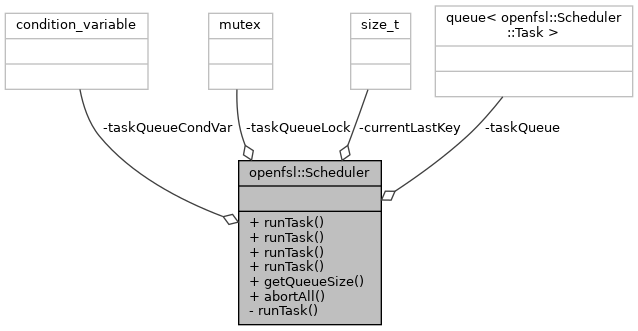 condition_variable
mutex
size_t
queue< openfsl::Scheduler
::Task >
-taskQueueCondVar
-taskQueueLock
-currentLastKey
-taskQueue
openfsl::Scheduler
+ runTask()
+ runTask()
+ runTask()
+ runTask()
+ getQueueSize()
+ abortAll()
- runTask()